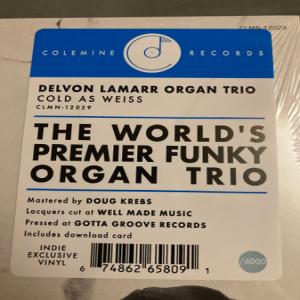 CLMN-12029
COLEMINE RECORDS
DELVON LAMARR ORGAN TRIO
COLD AS WEISS
CLMN-12029
THE WORLD'S
PREMIER FUNKY
ORGAN TRIO
Mastered by DOUG KREBS
Lacquers cut at WELL MADE MUSIC
Pressed at GOTTA GROOVE RECORDS
Includes download card
INDIE
EXCLUSIVE
VINYL
6 74862 65809 1
/6000